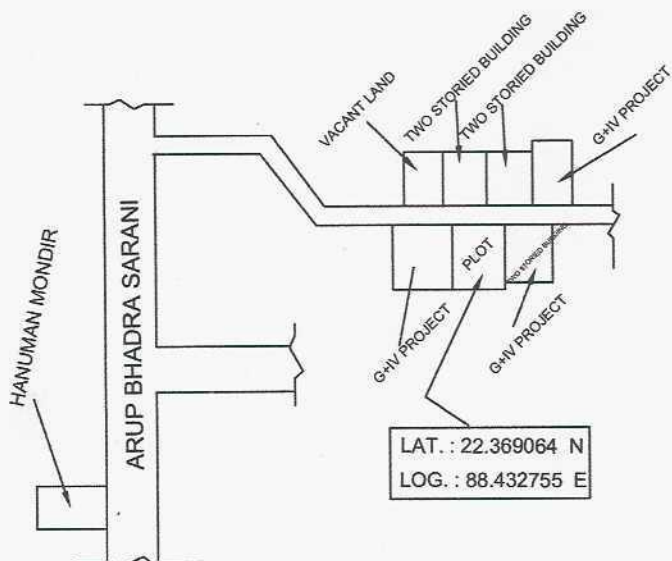 VACANT LAND
TWO STORIED BUILDING
TWO STORIED BUILDING
G+IV PROJECT
HANUMAN MONDIR
ARUP BHADRA SARANI
G+IV PROJECT
PLOT
TWO STORIED BUILDING
G+IV PROJECT
LAT. : 22.369064 N
LOG. : 88.432755 E